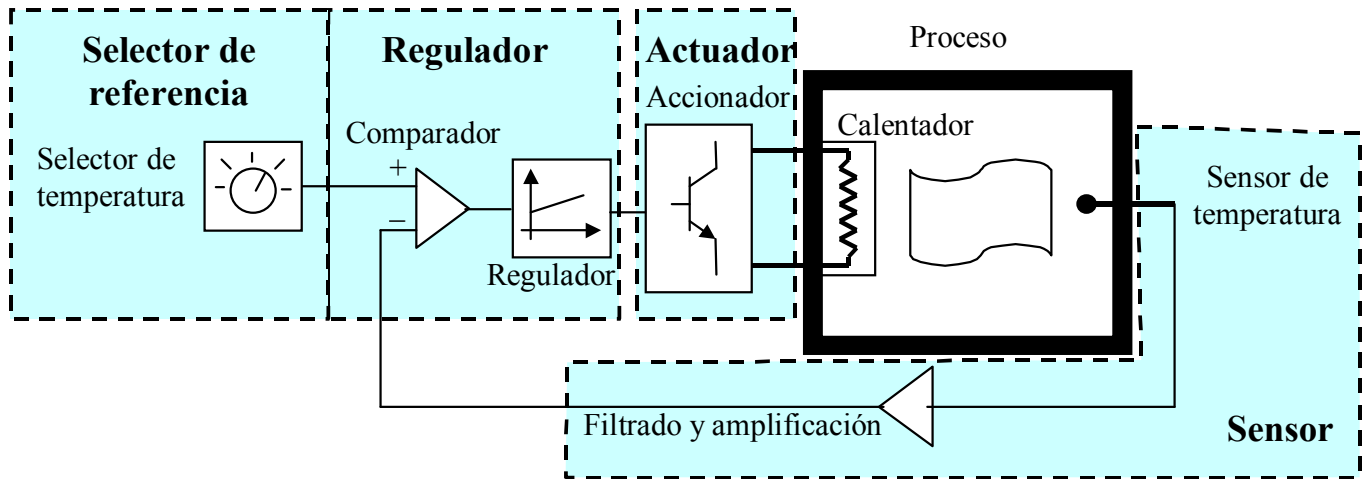 Selector de
referencia
Selector de
temperatura
Regulador
Comparador
+
−
Regulador
Actuador
Accionador
Proceso
Calentador
Sensor de
temperatura
Filtrado y amplificación
Sensor